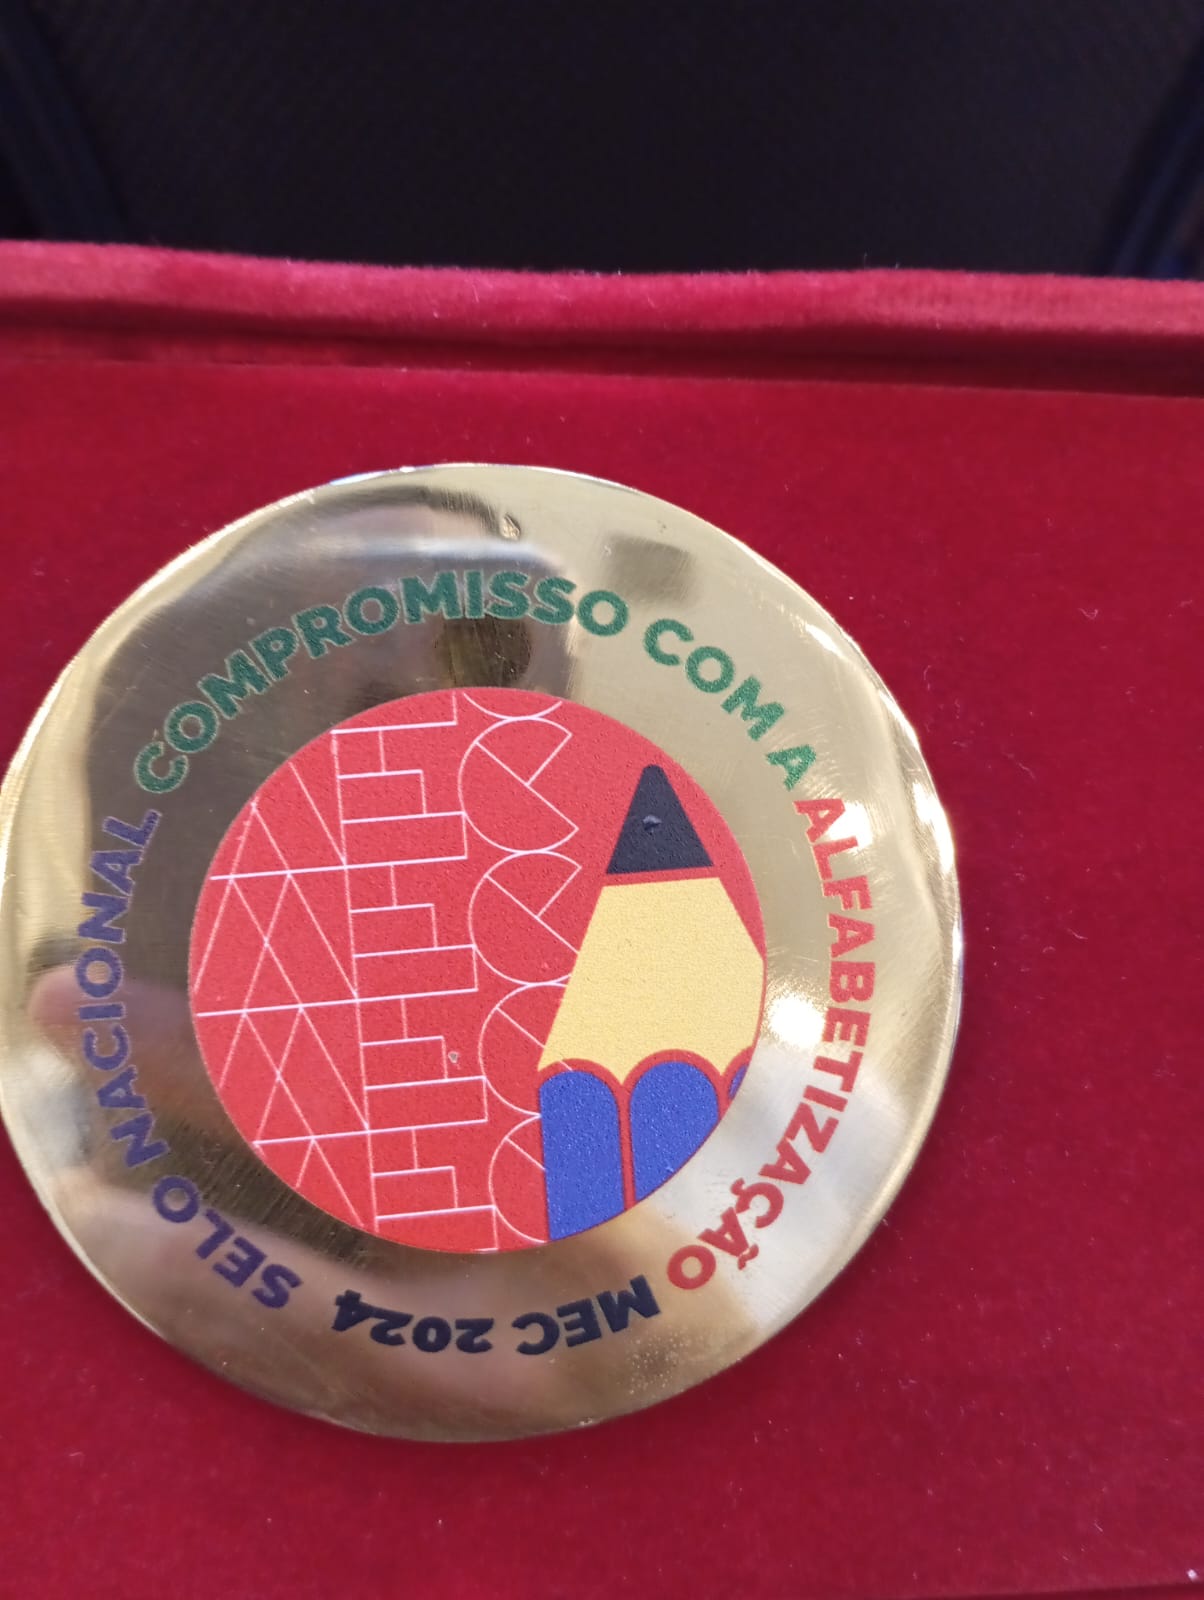 SELO NACIONAL COMPROMISSO COM A ALFABETIZAÇÃO MEC 2024